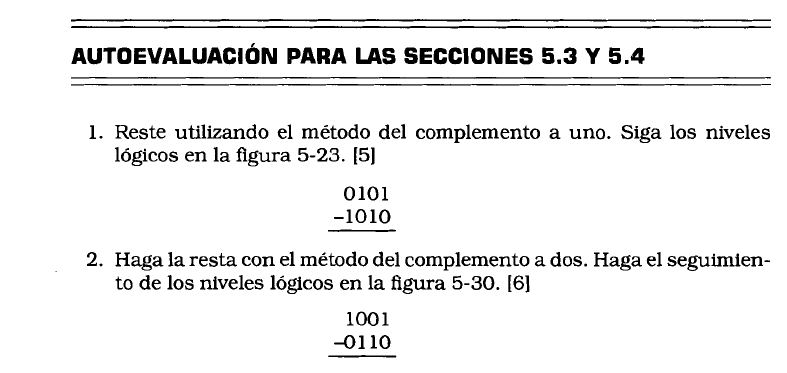 AUTOEVALUACIÓN PARA LAS SECCIONES 5.3 Y 5.4
1. Reste utilizando el método del complemento a uno. Siga los niveles
lógicos en la figura 5-23. [5]
0101
–1010
2. Haga la resta con el método del complemento a dos. Haga el seguimien-
to de los niveles lógicos en la figura 5-30. [6]
1001
–0110